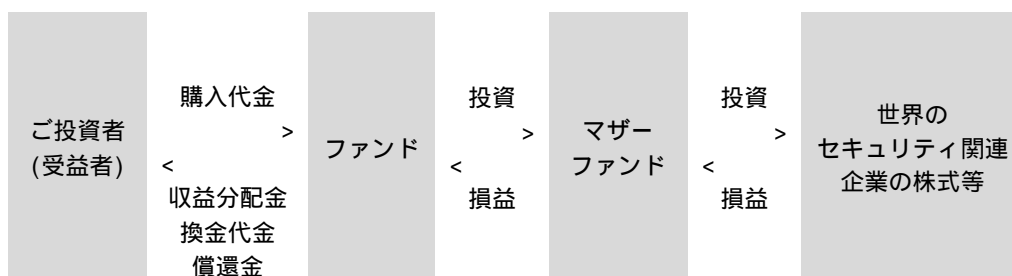 ご投資者
(受益者)
購入代金
>
<
収益分配金
換金代金
償還金
ファンド
投資
>
<
損益
マザー
ファンド
投資
>
<
損益
世界の
セキュリティ関連
企業の株式等